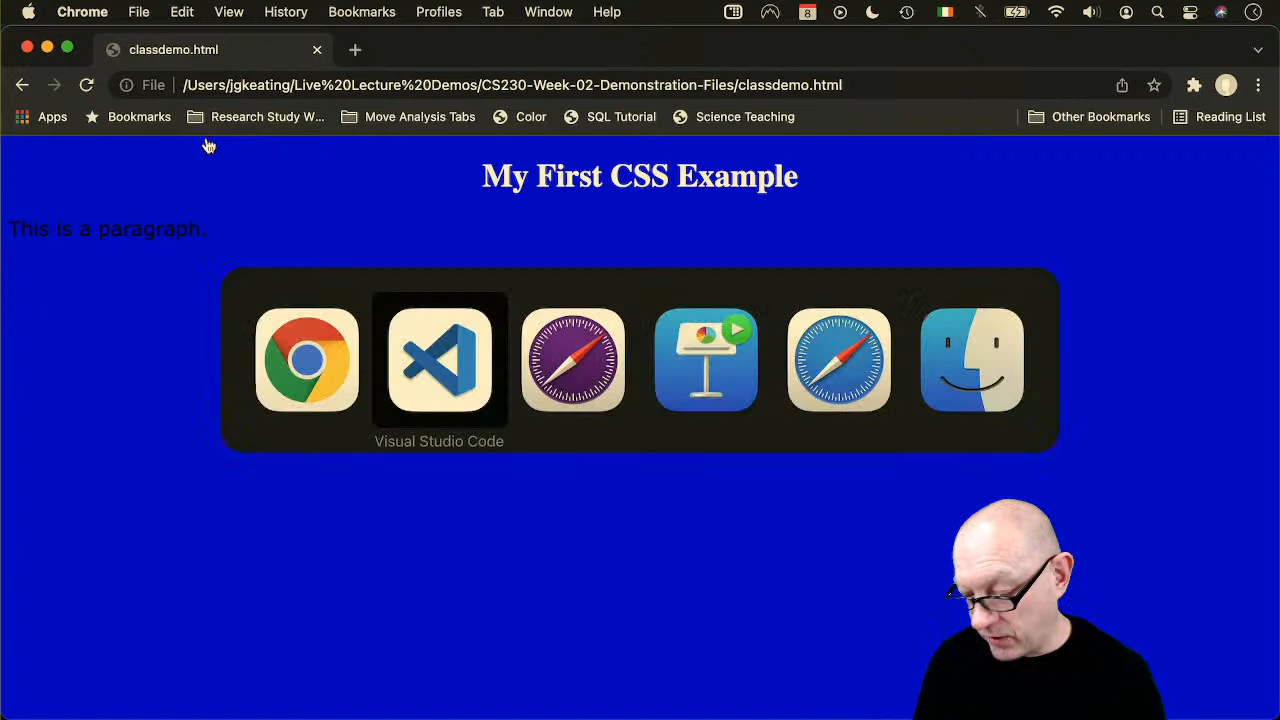 Chrome File Edit View History Bookmarks Profiles Tab Window Help 8
classdemo.html
File /Users/jgkeating/Live%20Lecture%20Demos/CS230-Week-02-Demonstration-Files/classdemo.html
Apps Bookmarks Research Study W... Move Analysis Tabs Color SQL Tutorial Science Teaching Other Bookmarks Reading List
My First CSS Example
This is a paragraph.
Visual Studio Code